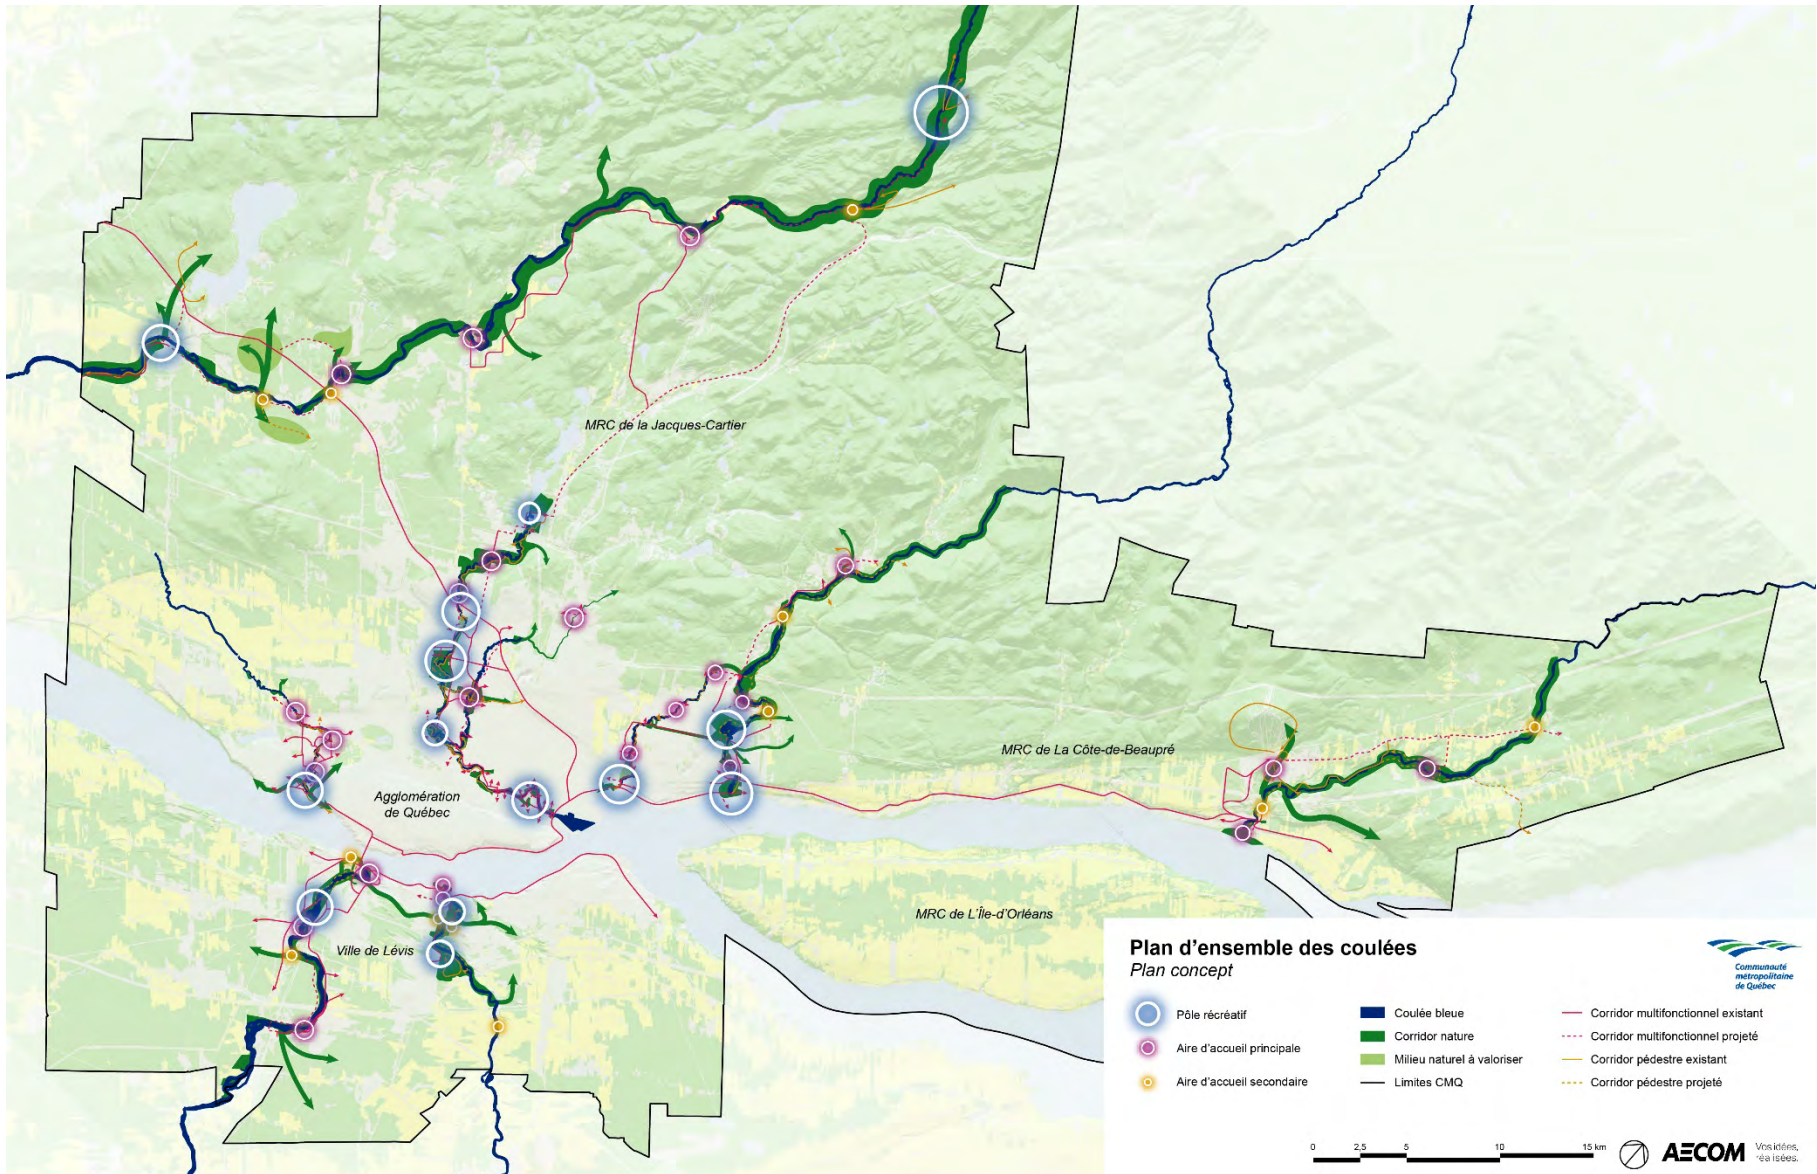 MRC de la Jacques-Cartier
MRC de La Côte-de-Beaupré
Agglomération
de Québec
MRC de L'Île-d'Orléans
Ville de Lévis
Plan d'ensemble des coulées
Plan concept
Communauté
métropolitaine
de Québec
Pôle récréatif
Aire d'accueil principale
Aire d'accueil secondaire
Coulée bleue
Corridor nature
Milieu naturel à valoriser
Limites CMQ
Corridor multifonctionnel existant
Corridor multifonctionnel projeté
Corridor pédestre existant
Corridor pédestre projeté
0 2,5 5 10 15 km
AECOM
Vos idées,
réalisées.